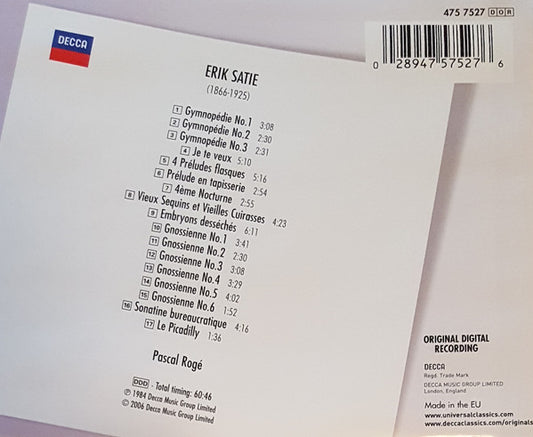 475 7527 DOR
DECCA
0 28947 57527 6
ERIK SATIE
(1866-1925)
1 Gymnopédie No.1 3:08
2 Gymnopédie No.2 2:30
3 Gymnopédie No.3 2:31
4 Je te veux 5:10
5 4 Préludes flasques 5:16
6 Prélude en tapisserie 2:54
7 4ème Nocturne 2:55
8 Vieux Sequins et Vieilles Cuirasses 4:23
9 Embryons desséchés 6:11
10 Gnossienne No.1 3:41
11 Gnossienne No.2 2:30
12 Gnossienne No.3 3:08
13 Gnossienne No.4 3:29
14 Gnossienne No.5 4:02
15 Gnossienne No.6 1:52
16 Sonatine bureaucratique 4:16
17 Le Picadilly
Pascal Rogé
DDD · Total timing: 60:46
℗ 1984 Decca Music Group Limited
© 2006 Decca Music Group Limited
ORIGINAL DIGITAL
RECORDING
DECCA
Regd. Trade Mark
DECCA MUSIC GROUP LIMITED
London, England
Made in the EU
www.universalclassics.com
www.deccaclassics.com/originals